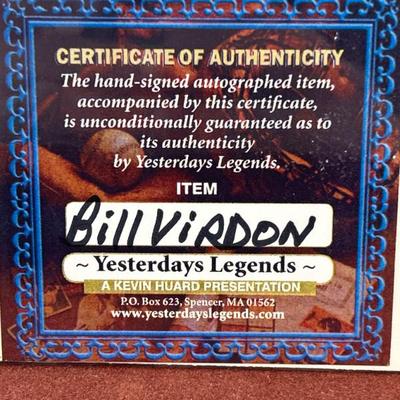 CERTIFICATE OF AUTHENTICITY
The hand-signed autographed item,
accompanied by this certificate,
is unconditionally guaranteed as to
its authenticity
by Yesterdays Legends.
ITEM
Bill VIRDON
~ Yesterdays Legends ~
A KEVIN HUARD PRESENTATION
P.O. Box 623, Spencer, MA 01562
www.yesterdayslegends.com